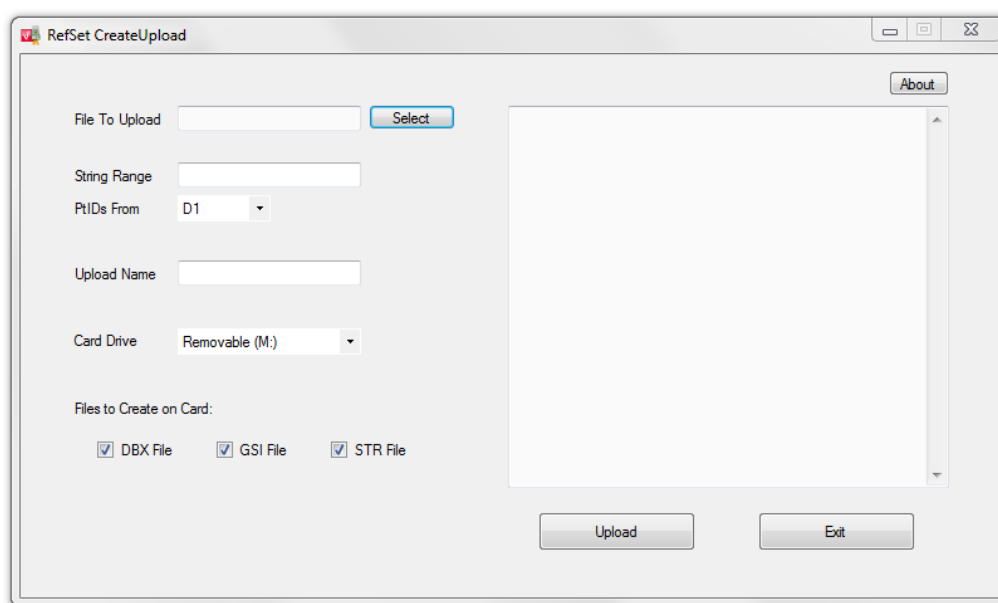 RefSet CreateUpload
About
File To Upload
Select
String Range
PtIDs From
D1
Upload Name
Card Drive
Removable (M:)
Files to Create on Card:
DBX File
GSI File
STR File
Upload
Exit